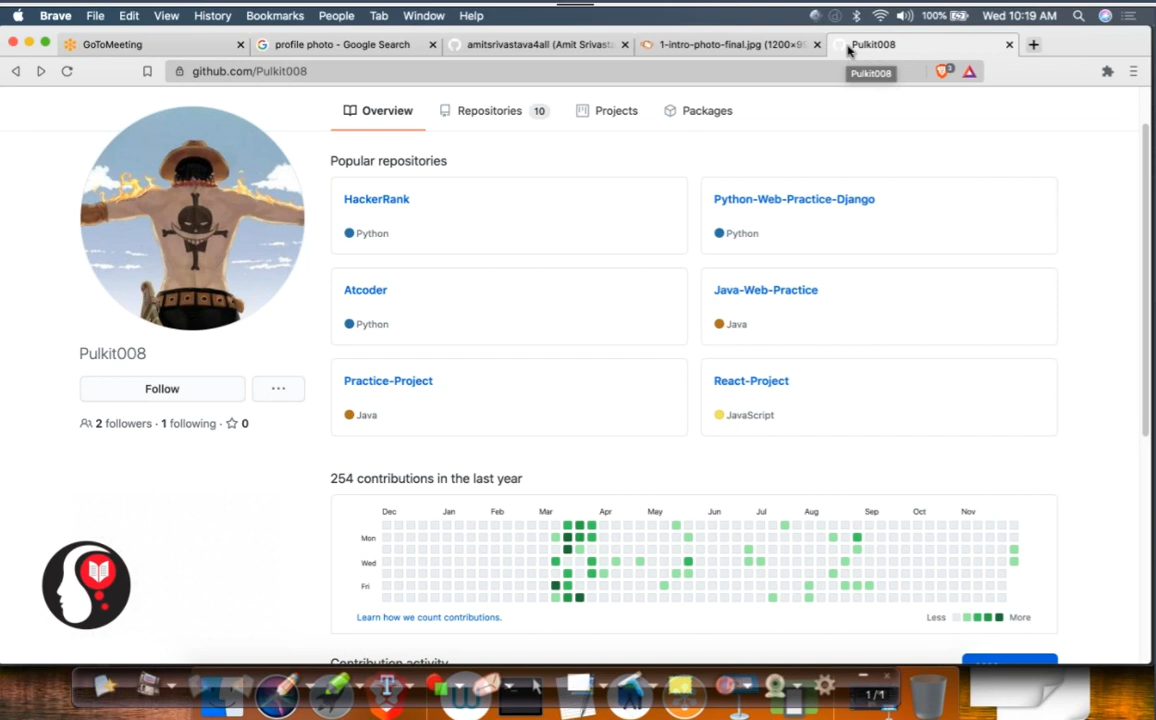 Brave File Edit View History Bookmarks People Tab Window Help 100% Wed 10:19 AM
GoToMeeting profile photo - Google Search amitsrivastava4all (Amit Srivast 1-intro-photo-final.jpg (1200×9 Pulkit008
github.com/Pulkit008 3
Pulkit008
Overview Repositories 10 Projects Packages
Popular repositories
HackerRank
Python
Python-Web-Practice-Django
Python
Atcoder
Python
Java-Web-Practice
Java
Practice-Project
Java
React-Project
JavaScript
Pulkit008
Follow
2 followers · 1 following · 0
254 contributions in the last year
Dec Jan Feb Mar Apr May Jun Jul Aug Sep Oct Nov
Mon
Wed
Fri
Learn how we count contributions.
Less More
Contribution activity
1/1